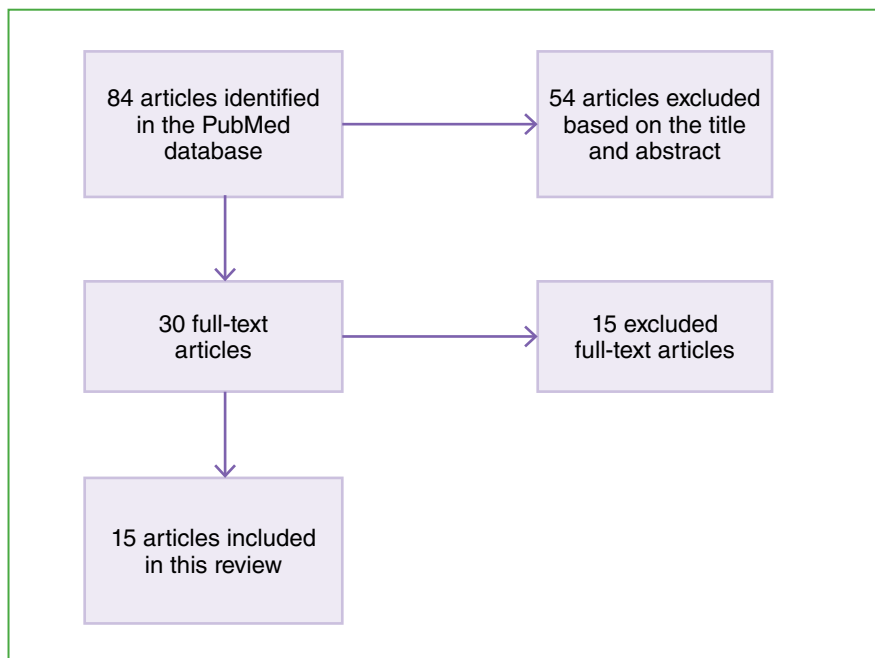 84 articles identified
in the PubMed
database
54 articles excluded
based on the title
and abstract
30 full-text
articles
15 excluded
full-text articles
15 articles included
in this review